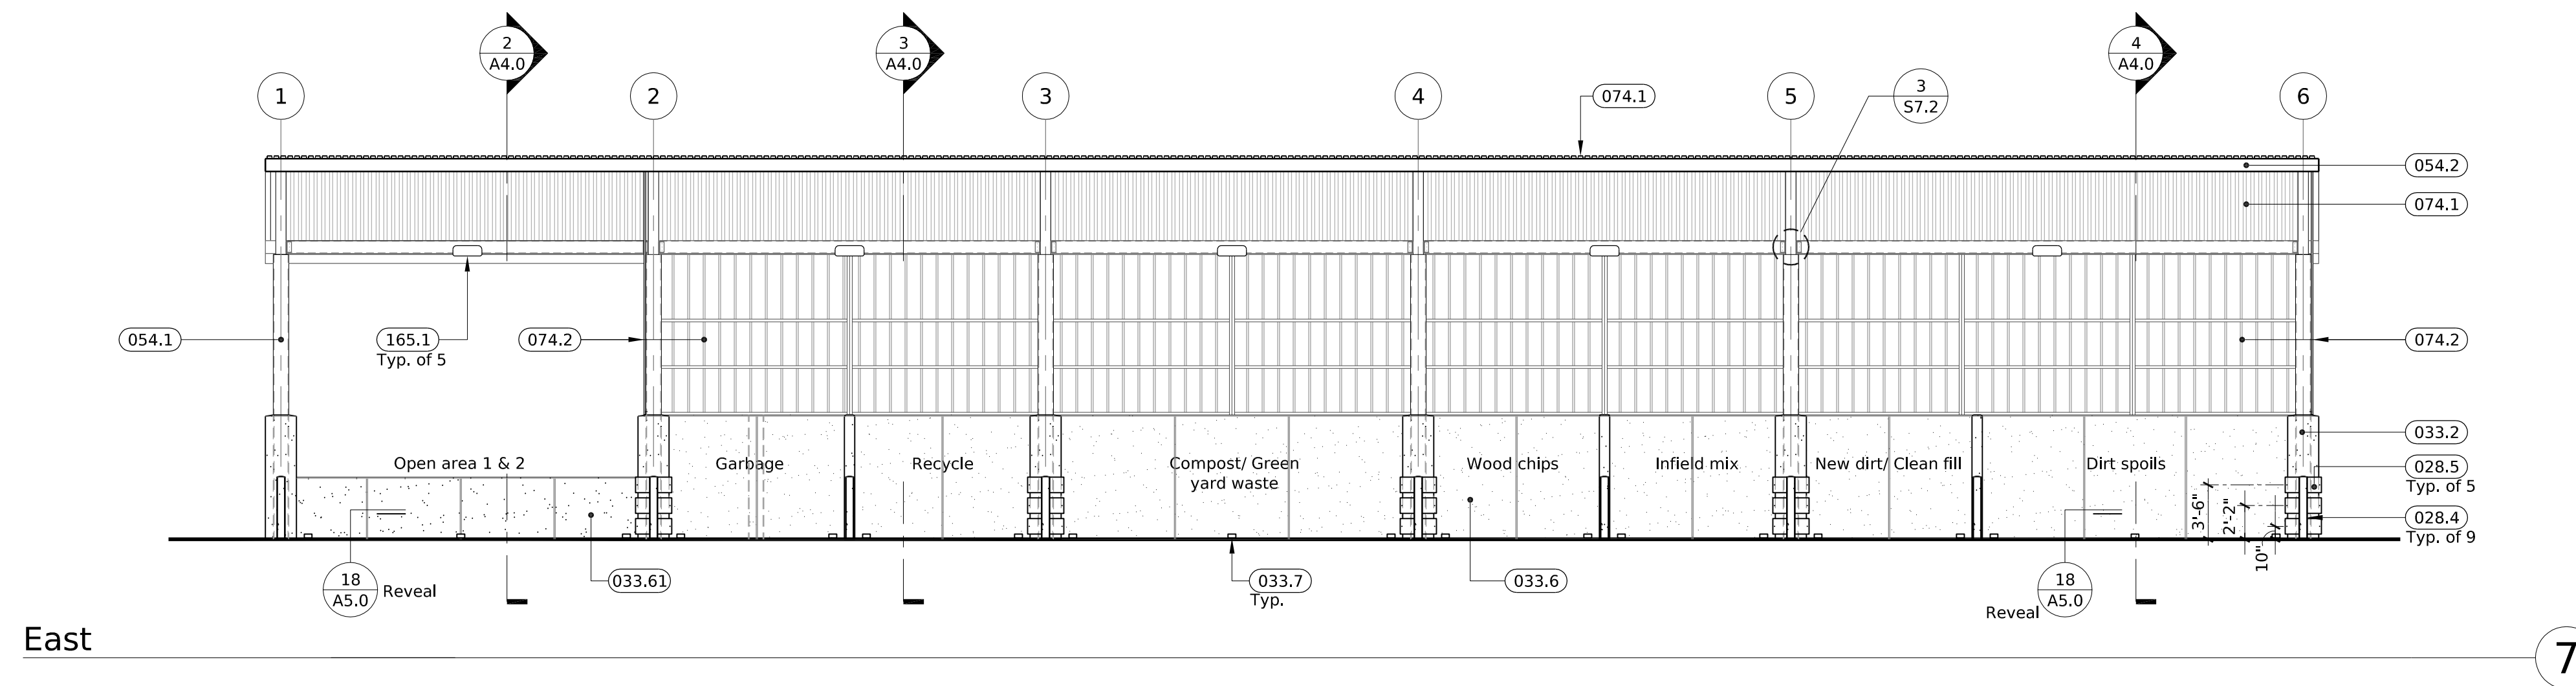 2
A4.0
3
A4.0
4
A4.0
1
2
3
4
5
6
074.1
3
S7.2
054.2
074.1
054.1
165.1
Typ. of 5
074.2
074.2
033.2
Open area 1 & 2
Garbage
Recycle
Compost/ Green
yard waste
Wood chips
Infield mix
New dirt/ Clean fill
Dirt spoils
028.5
Typ. of 5
3'-6"
2'-2"
10"
028.4
Typ. of 9
18
A5.0
Reveal
033.61
033.7
Typ.
033.6
18
A5.0
Reveal
East
7